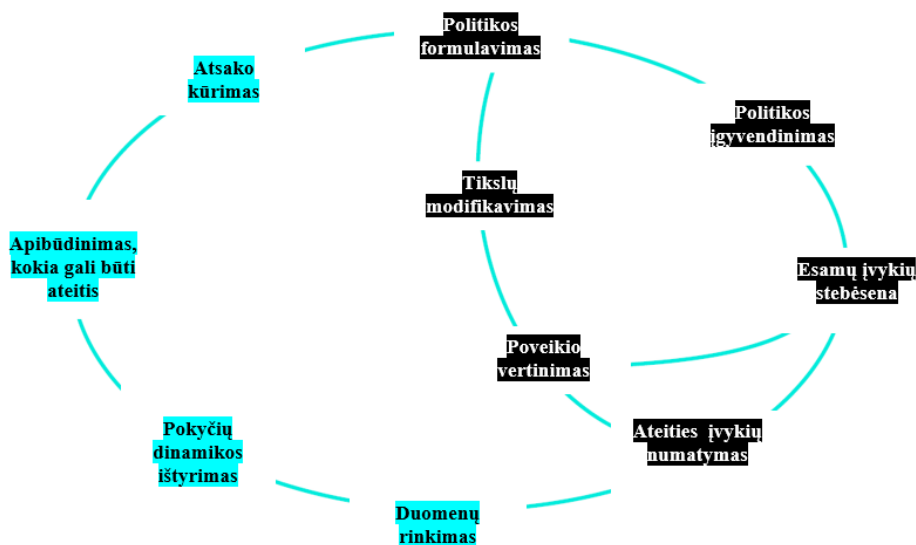 Politikos
formulavimas
Atsako
kūrimas
Politikos
įgyvendinimas
Tikslų
modifikavimas
Apibūdinimas,
kokia gali būti
ateitis
Esamų įvykių
stebėsena
Poveikio
vertinimas
Ateities įvykių
numatymas
Pokyčių
dinamikos
ištyrimas
Duomenų
rinkimas